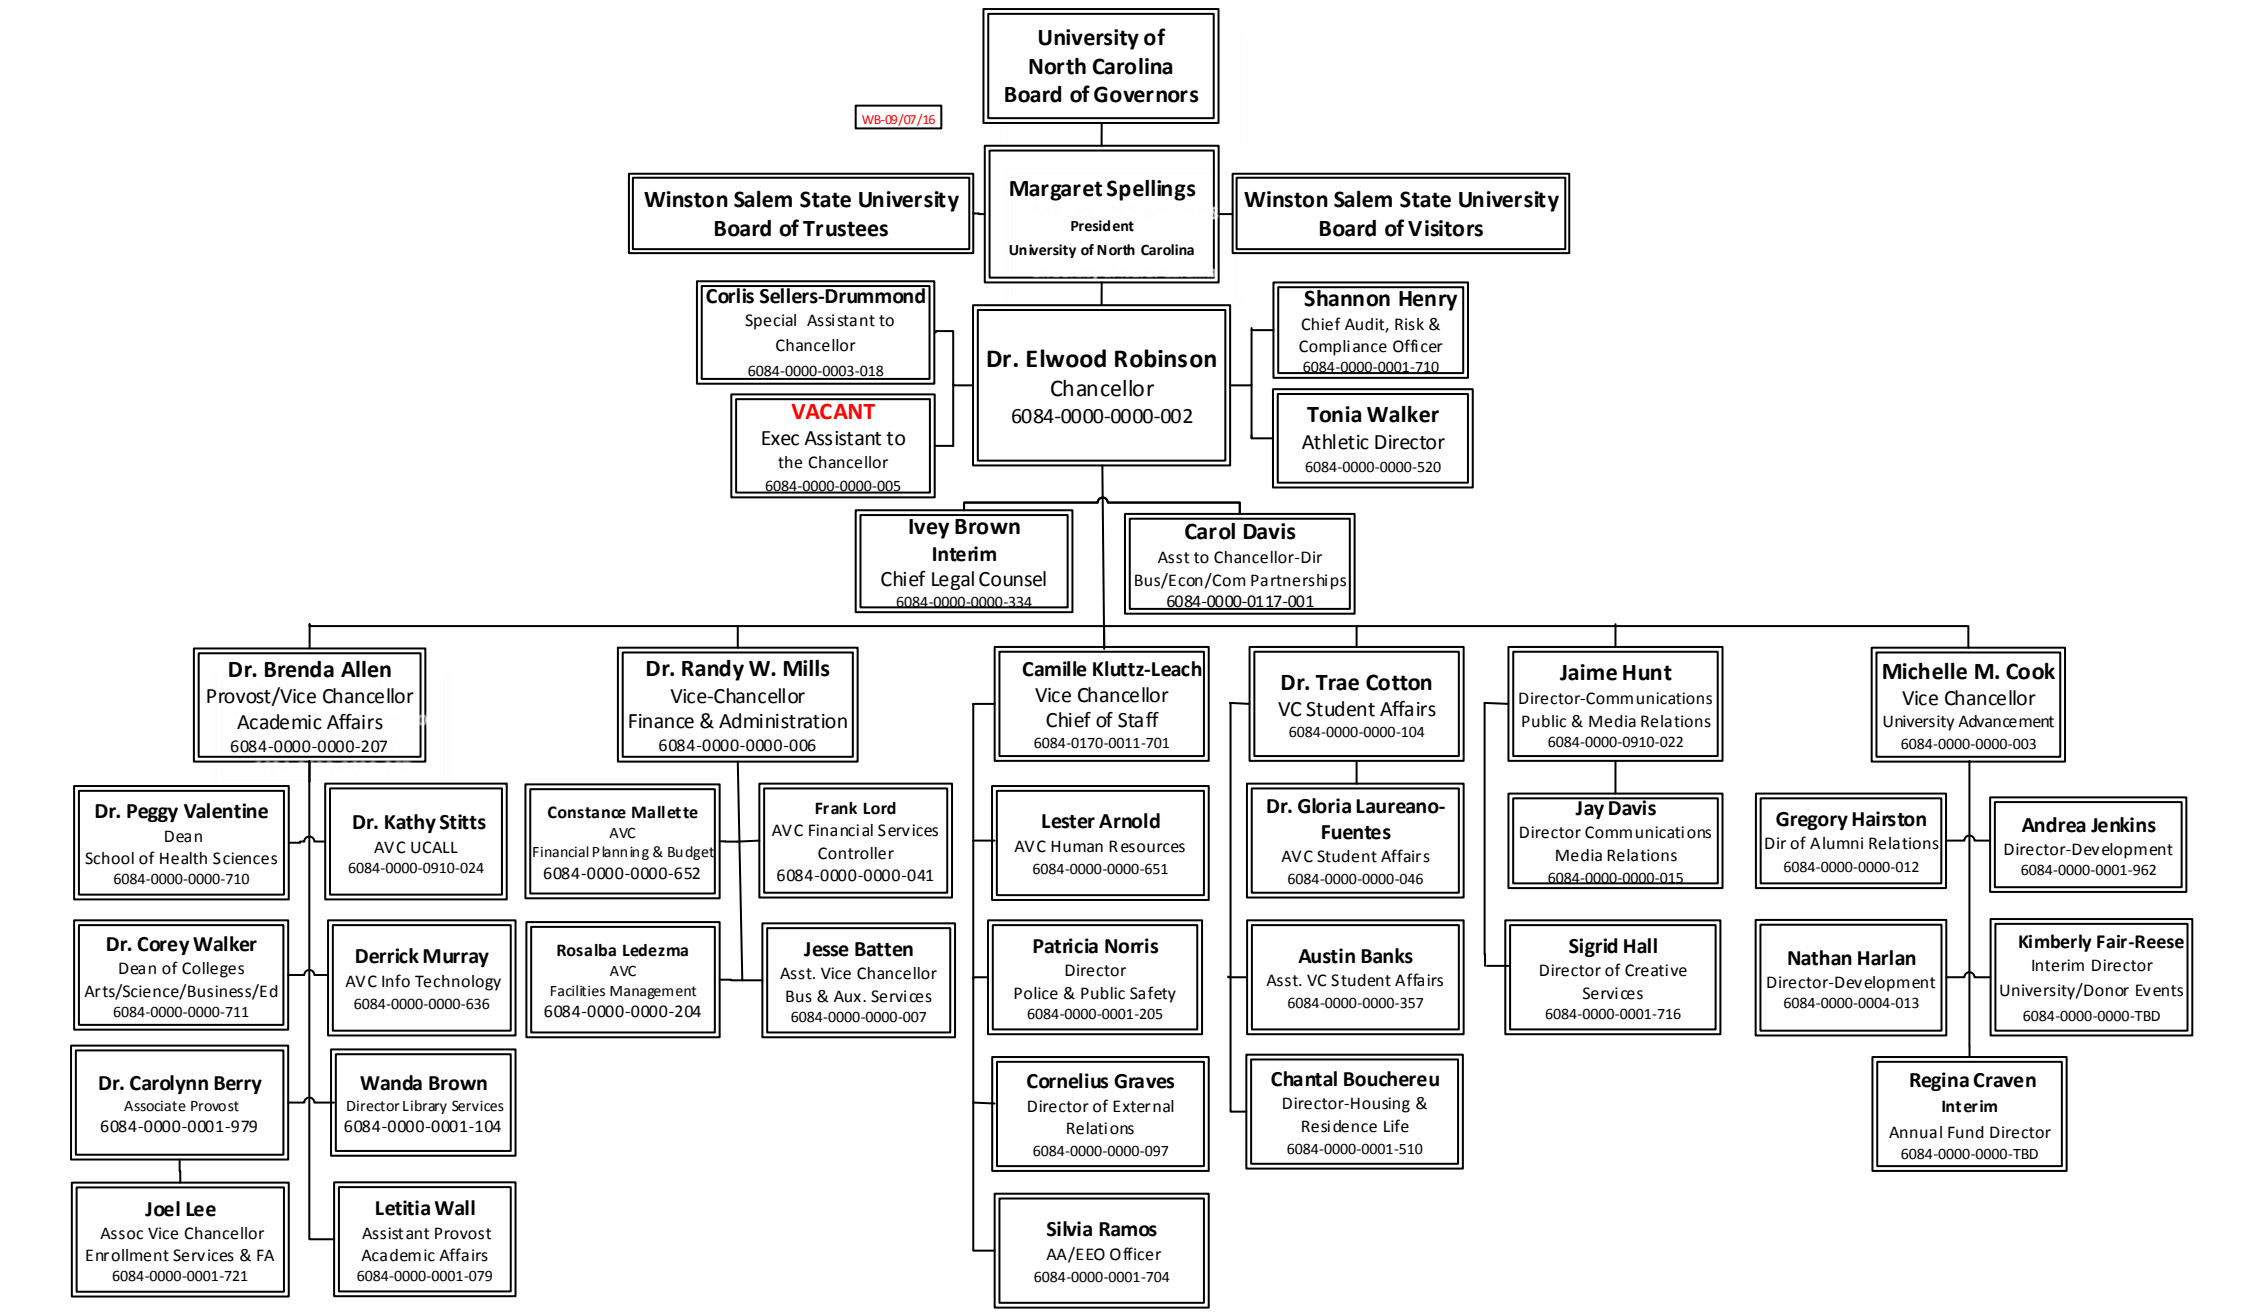 University of
North Carolina
Board of Governors
WB-09/07/16
Winston Salem State University
Board of Trustees
Margaret Spellings
President
University of North Carolina
Winston Salem State University
Board of Visitors
Corlis Sellers-Drummond
Special Assistant to
Chancellor
6084-0000-0003-018
VACANT
Exec Assistant to
the Chancellor
6084-0000-0000-005
Dr. Elwood Robinson
Chancellor
6084-0000-0000-002
Shannon Henry
Chief Audit, Risk &
Compliance Officer
6084-0000-0001-710
Tonia Walker
Athletic Director
6084-0000-0000-520
Ivey Brown
Interim
Chief Legal Counsel
6084-0000-0000-334
Carol Davis
Asst to Chancellor-Dir
Bus/Econ/Com Partnerships
6084-0000-0117-001
Dr. Brenda Allen
Provost/Vice Chancellor
Academic Affairs
6084-0000-0000-207
Dr. Randy W. Mills
Vice-Chancellor
Finance & Administration
6084-0000-0000-006
Camille Kluttz-Leach
Vice Chancellor
Chief of Staff
6084-0170-0011-701
Dr. Trae Cotton
VC Student Affairs
6084-0000-0000-104
Jaime Hunt
Director-Communications
Public & Media Relations
6084-0000-0910-022
Michelle M. Cook
Vice Chancellor
University Advancement
6084-0000-0000-003
Dr. Peggy Valentine
Dean
School of Health Sciences
6084-0000-0000-710
Dr. Kathy Stitts
AVC UCALL
6084-0000-0910-024
Constance Mallette
AVC
Financial Planning & Budget
6084-0000-0000-652
Frank Lord
AVC Financial Services
Controller
6084-0000-0000-041
Lester Arnold
AVC Human Resources
6084-0000-0000-651
Dr. Gloria Laureano-
Fuentes
AVC Student Affairs
6084-0000-0000-046
Jay Davis
Director Communications
Media Relations
6084-0000-0000-015
Gregory Hairston
Dir of Alumni Relations
6084-0000-0000-012
Andrea Jenkins
Director-Development
6084-0000-0001-962
Dr. Corey Walker
Dean of Colleges
Arts/Science/Business/Ed
6084-0000-0000-711
Derrick Murray
AVC Info Technology
6084-0000-0000-636
Rosalba Ledezma
AVC
Facilities Management
6084-0000-0000-204
Jesse Batten
Asst. Vice Chancellor
Bus & Aux. Services
6084-0000-0000-007
Patricia Norris
Director
Police & Public Safety
6084-0000-0001-205
Austin Banks
Asst. VC Student Affairs
6084-0000-0000-357
Sigrid Hall
Director of Creative
Services
6084-0000-0001-716
Nathan Harlan
Director-Development
6084-0000-0004-013
Kimberly Fair-Reese
Interim Director
University/Donor Events
6084-0000-0000-TBD
Dr. Carolynn Berry
Associate Provost
6084-0000-0001-979
Wanda Brown
Director Library Services
6084-0000-0001-104
Cornelius Graves
Director of External
Relations
6084-0000-0000-097
Chantal Bouchereu
Director-Housing &
Residence Life
6084-0000-0001-510
Regina Craven
Interim
Annual Fund Director
6084-0000-0000-TBD
Joel Lee
Assoc Vice Chancellor
Enrollment Services & FA
6084-0000-0001-721
Letitia Wall
Assistant Provost
Academic Affairs
6084-0000-0001-079
Silvia Ramos
AA/EEO Officer
6084-0000-0001-704